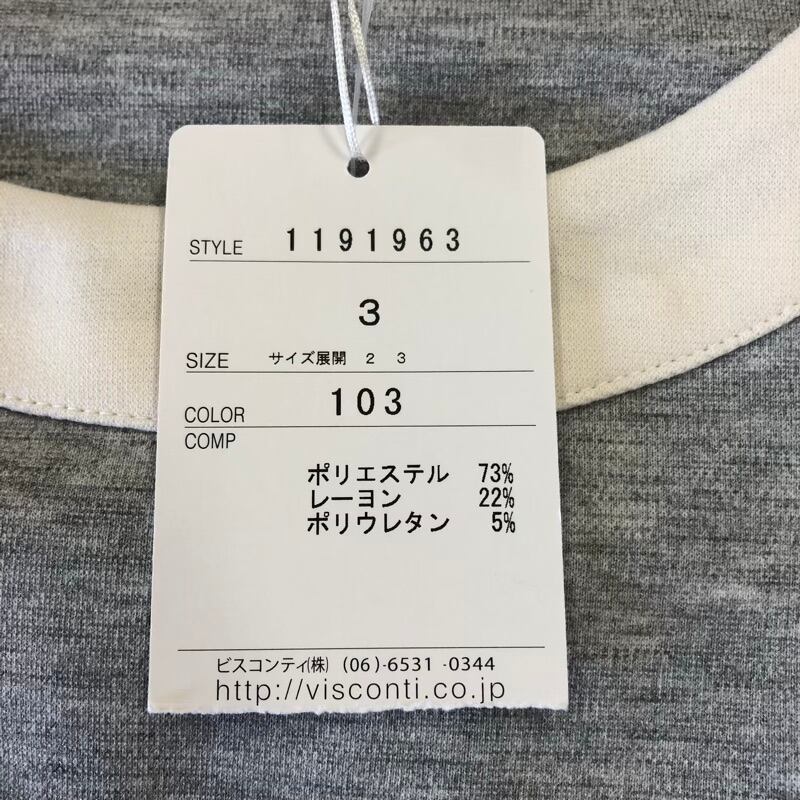 STYLE 1191963
3
SIZE サイズ展開 2 3
COLOR 103
COMP
ポリエステル 73%
レーヨン 22%
ポリウレタン 5%
ビスコンティ(株) (06)-6531-0344
http://visconti.co.jp